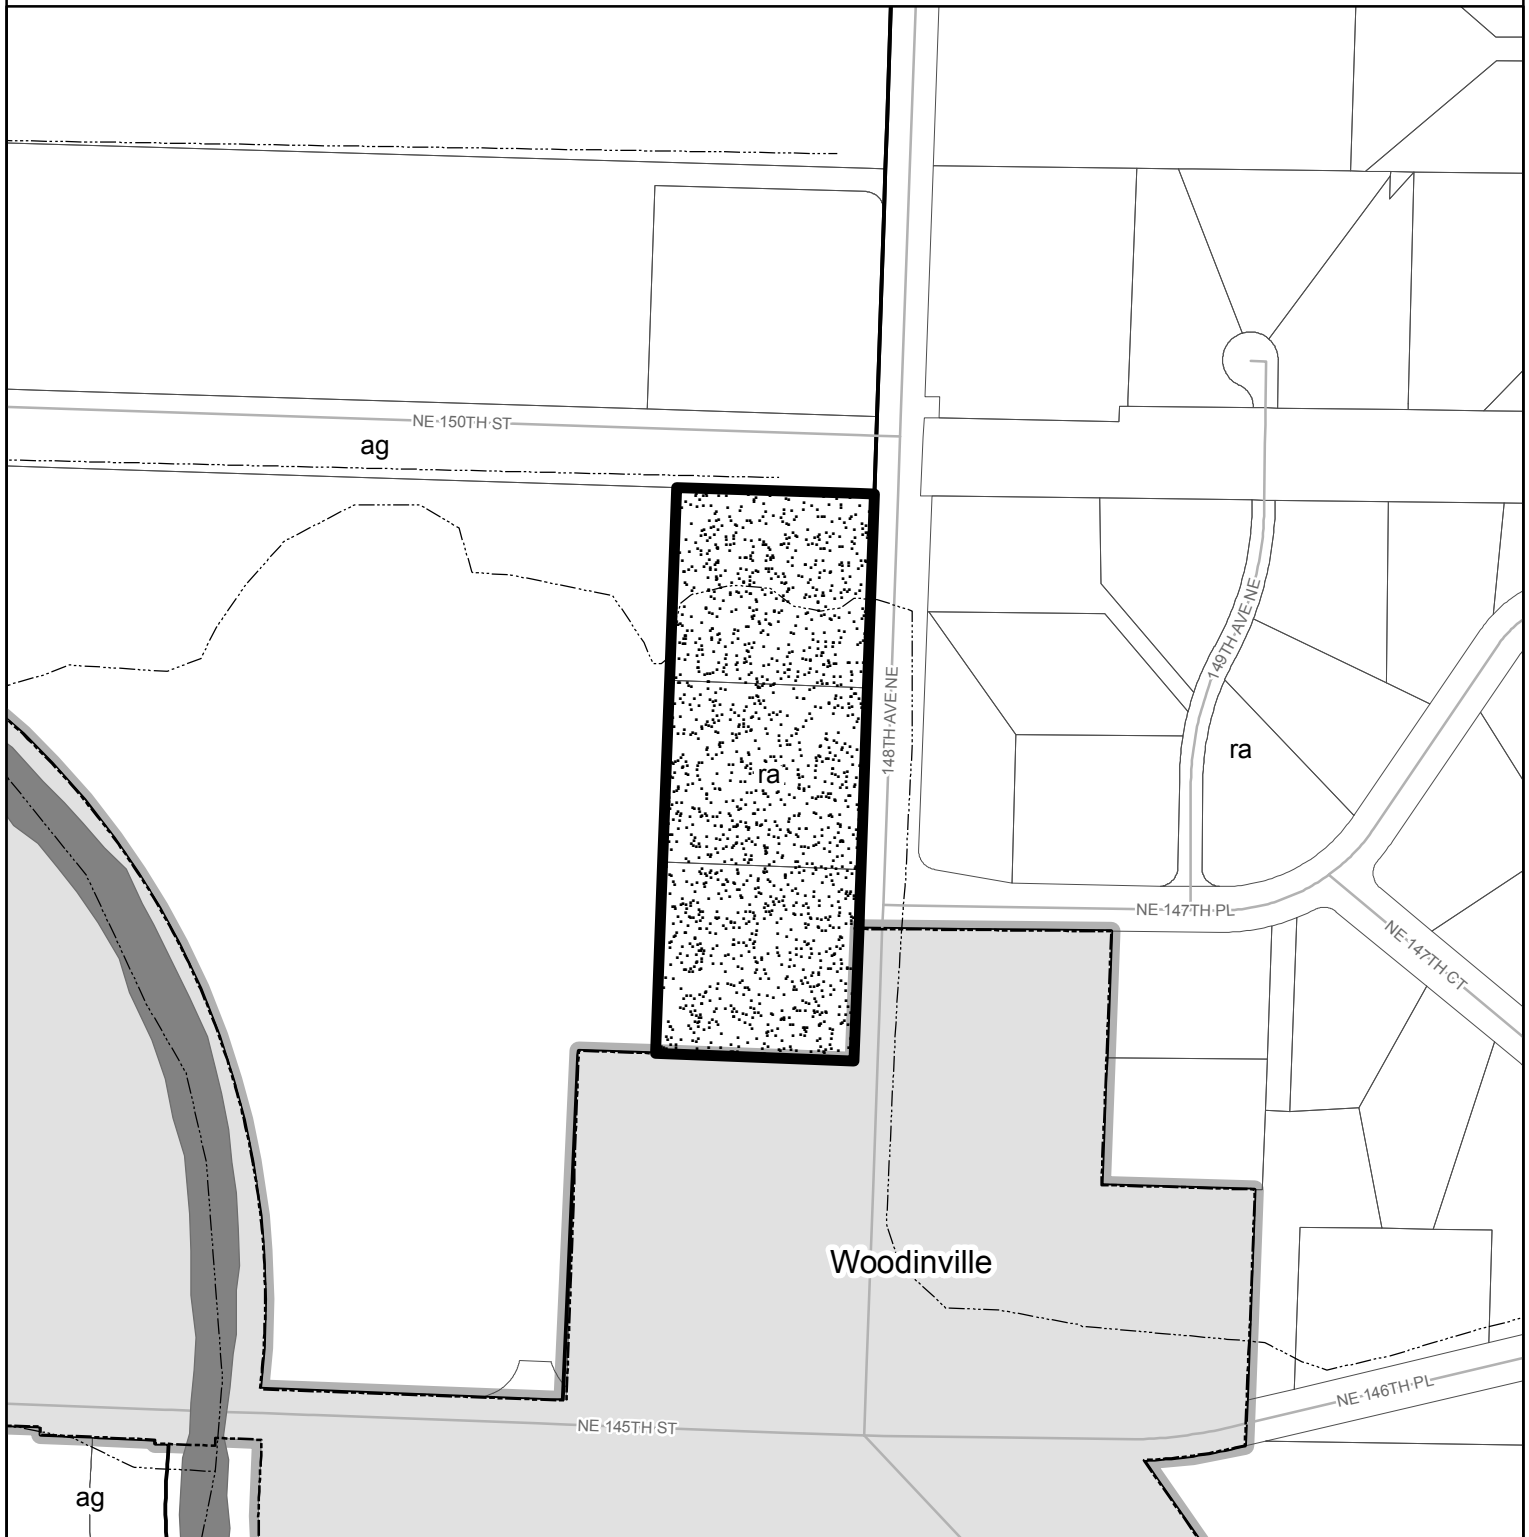 NE 150TH ST
ag
149TH AVE NE
148TH AVE NE
ra
ra
NE 147TH PL
NE 147TH CT
Woodinville
NE 146TH PL
NE 145TH ST
ag